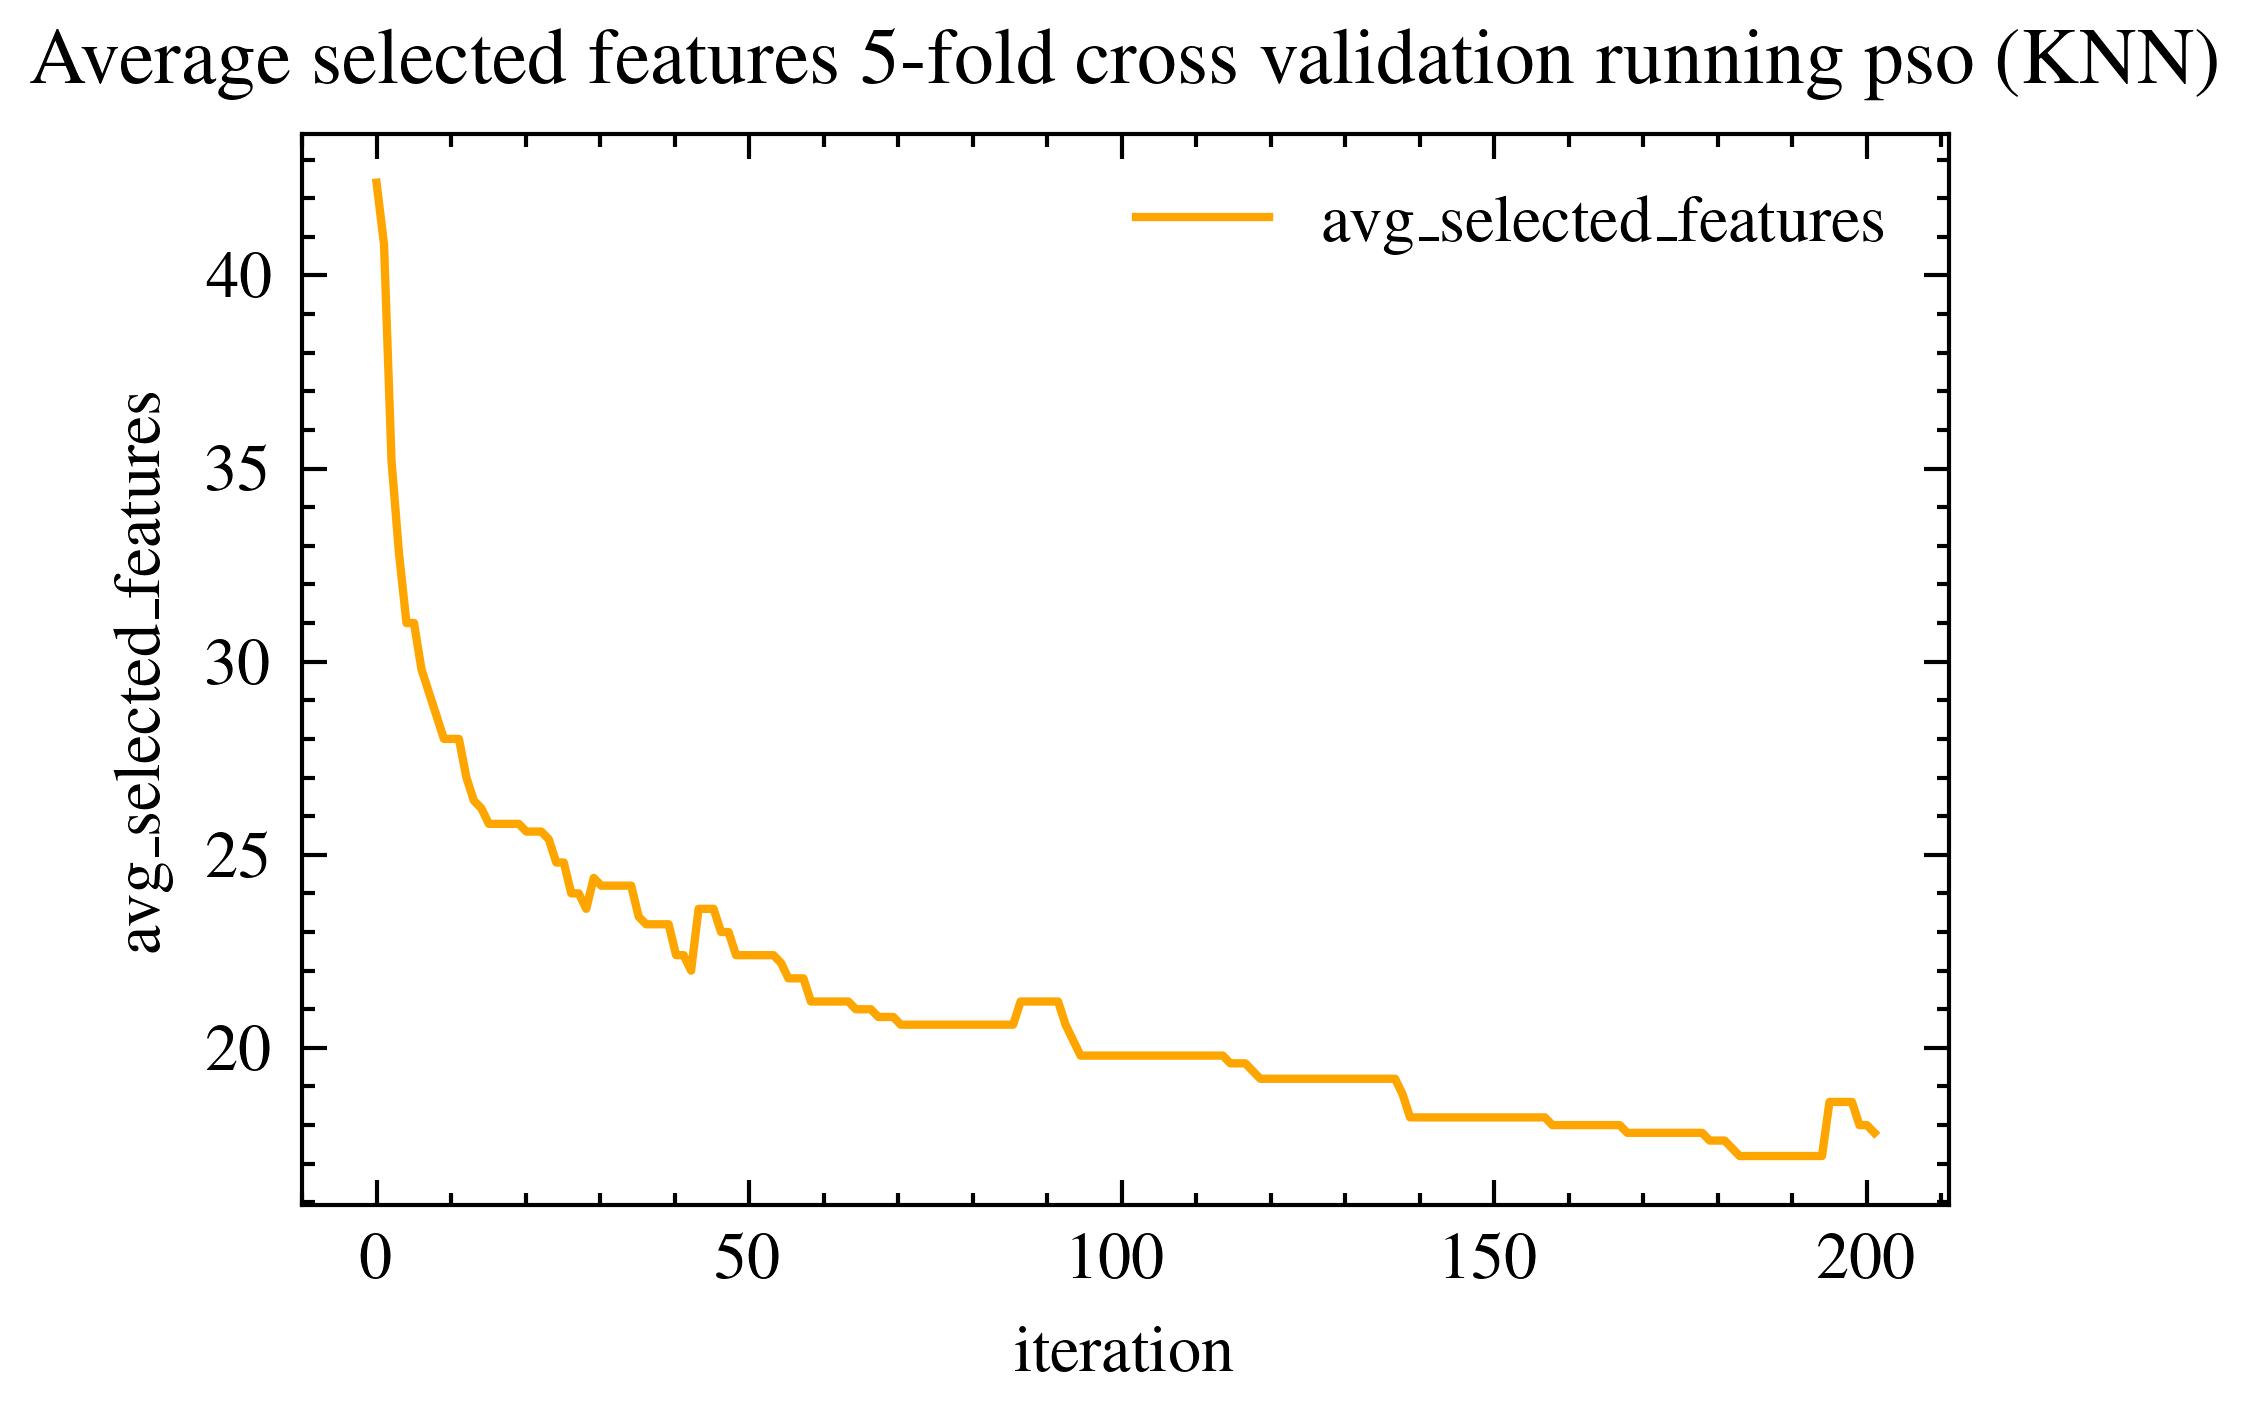 Average selected features 5-fold cross validation running pso (KNN)
avg_selected_features
avg_selected_features
40
35
30
25
20
0 50 100 150 200
iteration